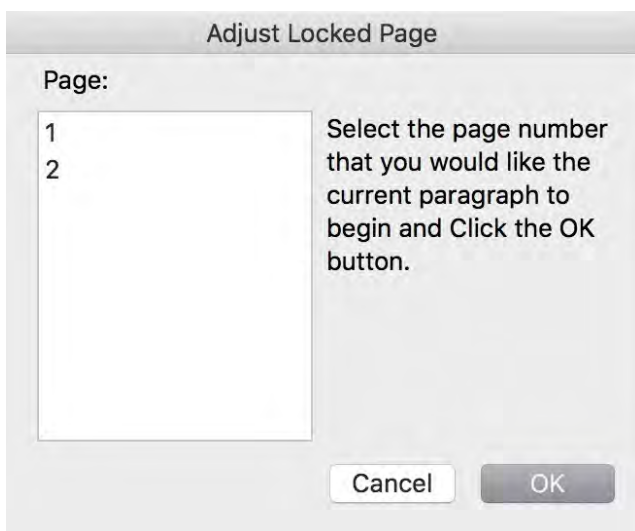 Adjust Locked Page
Page:
1
2
Select the page number
that you would like the
current paragraph to
begin and Click the OK
button.
Cancel
OK